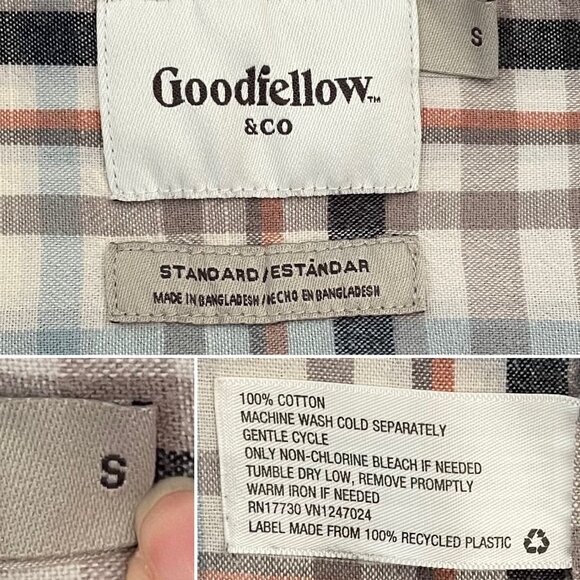 Goodfellow™
& CO
S
STANDARD/ESTÁNDAR
MADE IN BANGLADESH/HECHO EN BANGLADESH
S
100% COTTON
MACHINE WASH COLD SEPARATELY
GENTLE CYCLE
ONLY NON-CHLORINE BLEACH IF NEEDED
TUMBLE DRY LOW, REMOVE PROMPTLY
WARM IRON IF NEEDED
RN17730 VN1247024
LABEL MADE FROM 100% RECYCLED PLASTIC